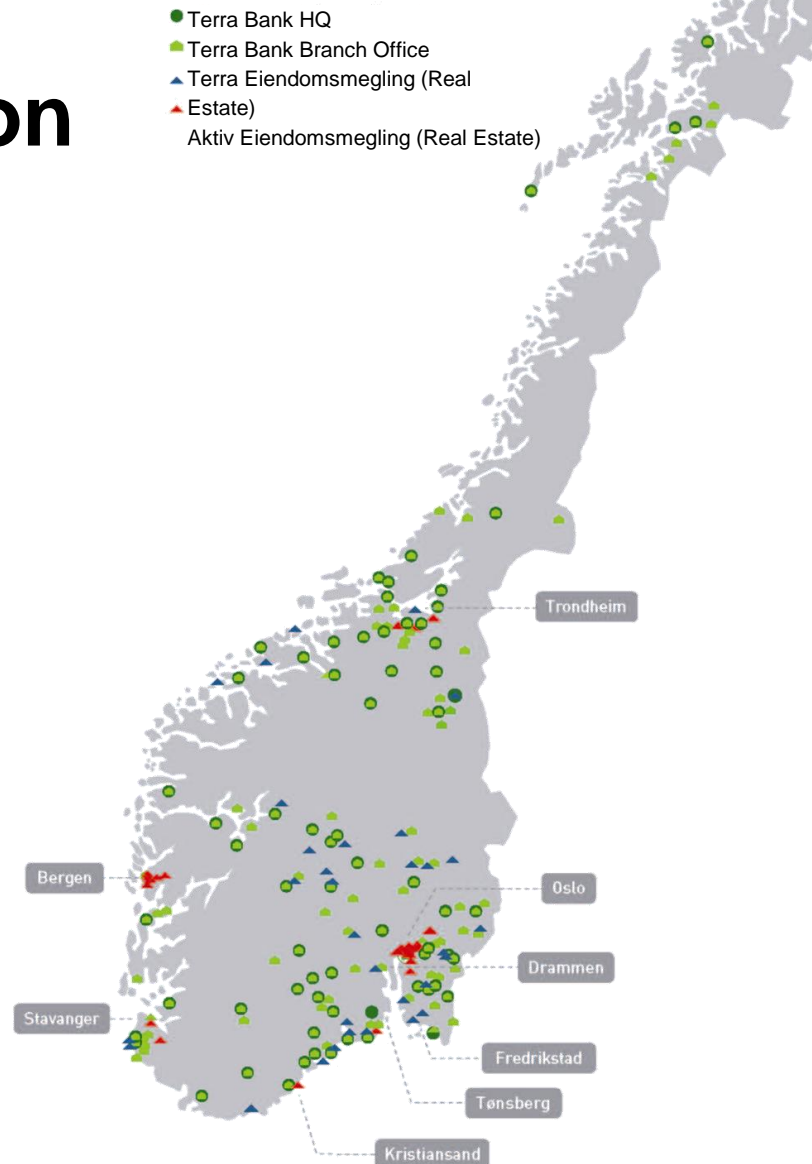 on
Terra Bank HQ
Terra Bank Branch Office
Terra Eiendomsmegling (Real
Estate)
Aktiv Eiendomsmegling (Real Estate)
Trondheim
Bergen
Oslo
Drammen
Stavanger
Fredrikstad
Tønsberg
Kristiansand